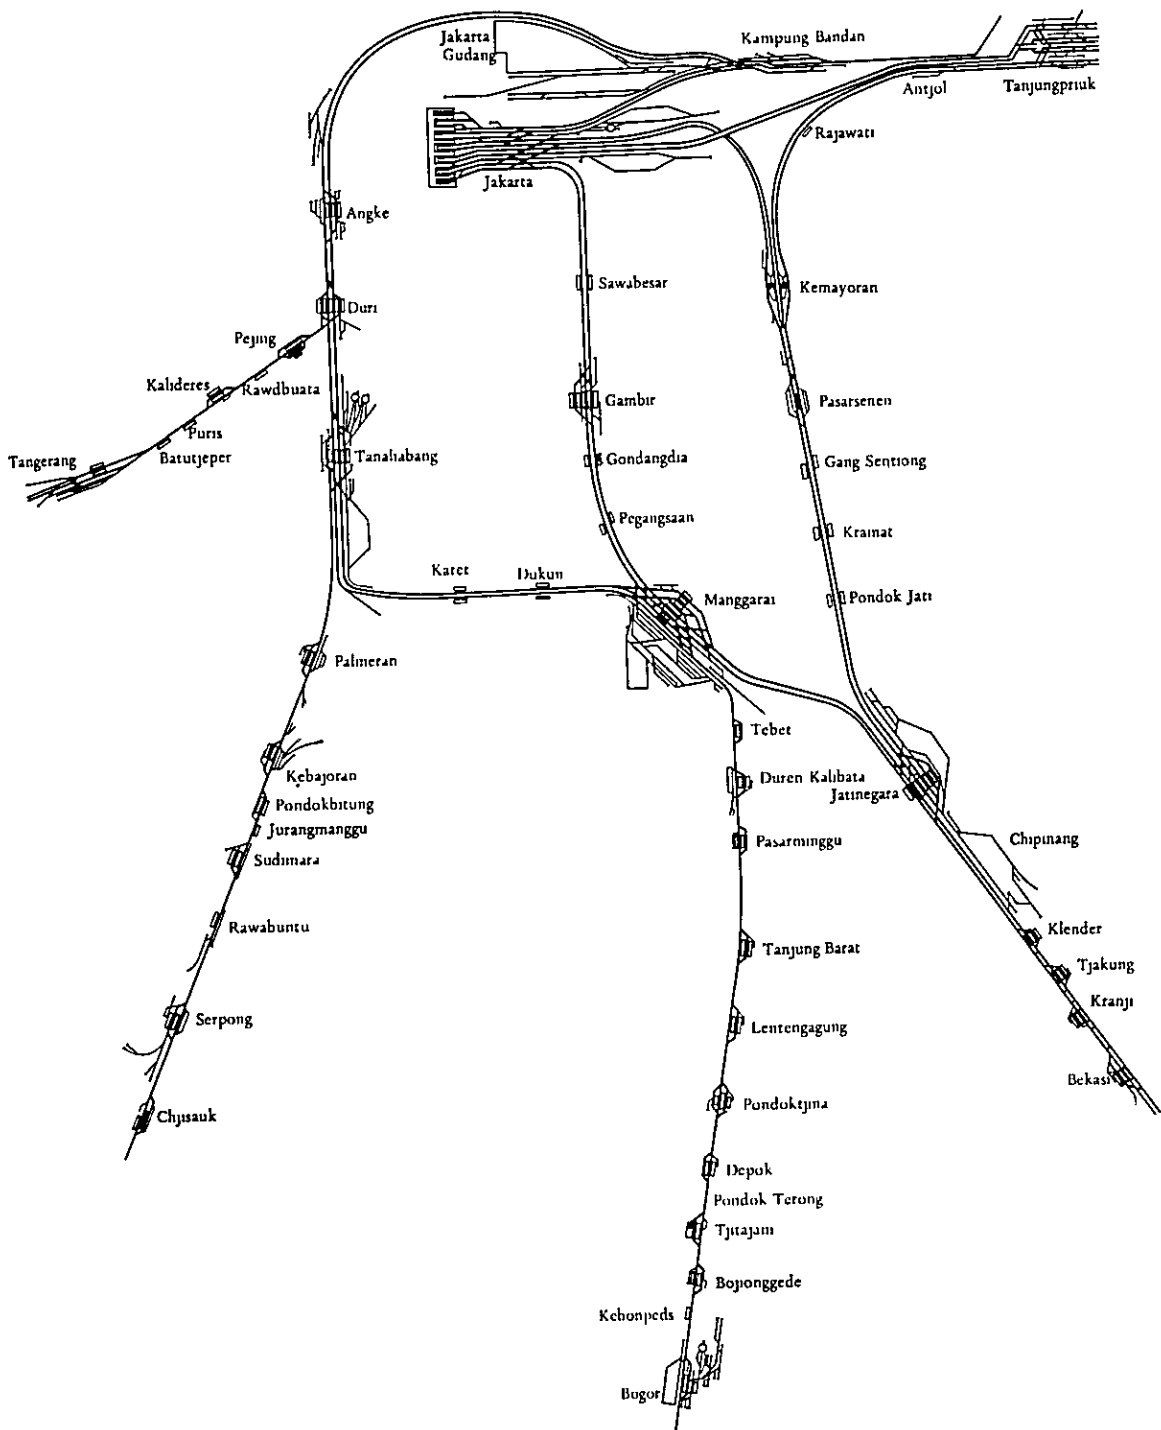 Jakarta
Gudang
Kampung Bandan
Antjol
Tanjungpriuk
Rajawati
Jakarta
Angke
Sawabesar
Kemayoran
Duri
Pejing
Kalideres
Rawdbuata
Gambir
Pasarsenen
Puris
Batutjeper
Tangerang
Tanahabang
Gondangdia
Gang Sentiong
Pegangsaan
Kramat
Karet
Dukun
Manggarai
Pondok Jati
Palmeran
Tebet
Kebajoran
Duren Kalibata
Jatinegara
Pondokbitung
Jurangmanggu
Sudimara
Pasarminggu
Chipinang
Rawabuntu
Klender
Tanjung Barat
Tjakung
Kranji
Serpong
Lentengagung
Bekasi
Chjisauk
Pondoktjina
Depok
Pondok Terong
Tjitajam
Bojionggede
Kebonpeds
Bogor